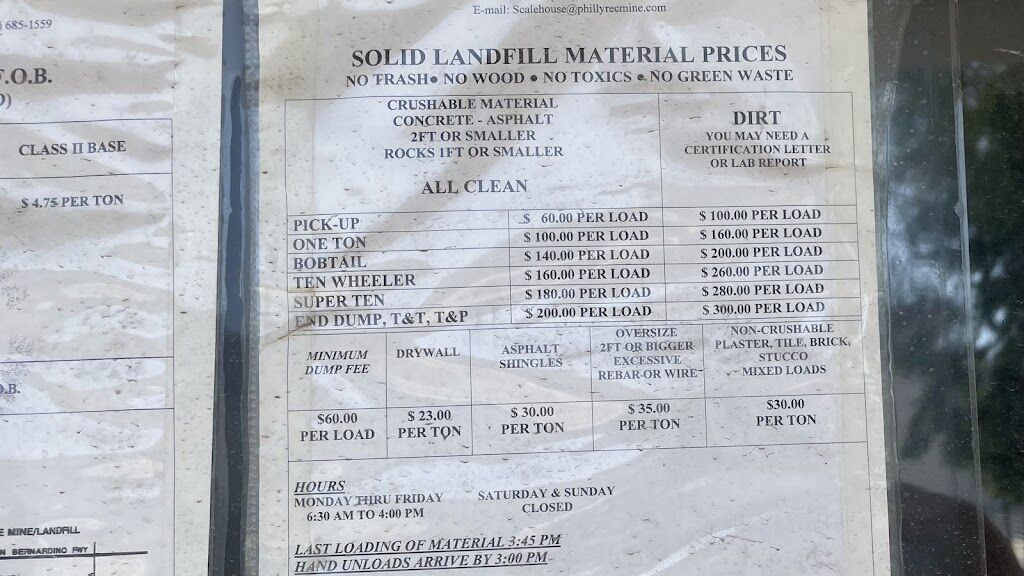 ) 685-1559
F.O.B.
CLASS II BASE
$ 4.75 PER TON
O.B.
E MINE/LANDFILL
N BERNARDINO FWY
E-mail: Scalehouse@phillyrecmine.com
SOLID LANDFILL MATERIAL PRICES
NO TRASH● NO WOOD ● NO TOXICS ● NO GREEN WASTE
CRUSHABLE MATERIAL
CONCRETE - ASPHALT
2FT OR SMALLER
ROCKS 1FT OR SMALLER
ALL CLEAN
DIRT
YOU MAY NEED A
CERTIFICATION LETTER
OR LAB REPORT
PICK-UP $ 60.00 PER LOAD $ 100.00 PER LOAD
ONE TON $ 100.00 PER LOAD $ 160.00 PER LOAD
BOBTAIL $ 140.00 PER LOAD $ 200.00 PER LOAD
TEN WHEELER $ 160.00 PER LOAD $ 260.00 PER LOAD
SUPER TEN $ 180.00 PER LOAD $ 280.00 PER LOAD
END DUMP, T&T, T&P $ 200.00 PER LOAD $ 300.00 PER LOAD
MINIMUM
DUMP FEE
DRYWALL
ASPHALT
SHINGLES
OVERSIZE
2FT OR BIGGER
EXCESSIVE
REBAR OR WIRE
NON-CRUSHABLE
PLASTER, TILE, BRICK,
STUCCO
MIXED LOADS
$60.00
PER LOAD
$ 23.00
PER TON
$ 30.00
PER TON
$ 35.00
PER TON
$30.00
PER TON
HOURS
MONDAY THRU FRIDAY
6:30 AM TO 4:00 PM
SATURDAY & SUNDAY
CLOSED
LAST LOADING OF MATERIAL 3:45 PM
HAND UNLOADS ARRIVE BY 3:00 PM